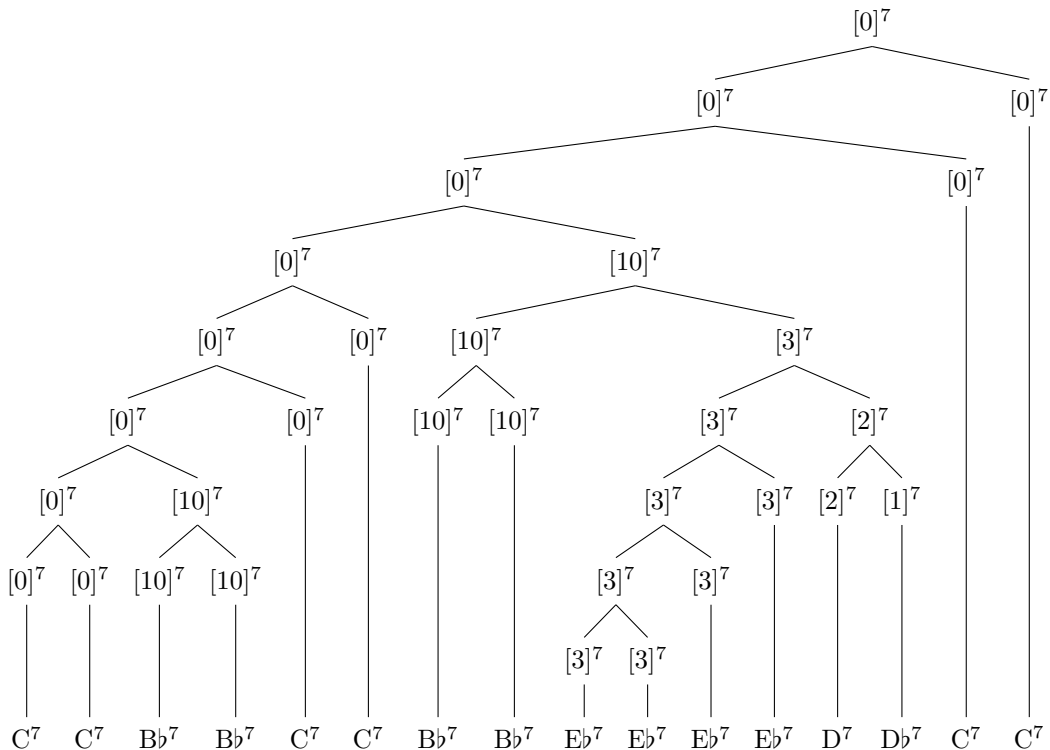 [0]⁷
[0]⁷ [0]⁷
[0]⁷ [0]⁷
[0]⁷ [10]⁷
[0]⁷ [0]⁷ [10]⁷ [3]⁷
[0]⁷ [0]⁷ [10]⁷ [10]⁷ [3]⁷ [2]⁷
[0]⁷ [10]⁷ [3]⁷ [3]⁷ [2]⁷ [1]⁷
[0]⁷ [0]⁷ [10]⁷ [10]⁷ [3]⁷ [3]⁷
[3]⁷ [3]⁷
C⁷ C⁷ B♭⁷ B♭⁷ C⁷ C⁷ B♭⁷ B♭⁷ E♭⁷ E♭⁷ E♭⁷ E♭⁷ D⁷ D♭⁷ C⁷ C⁷